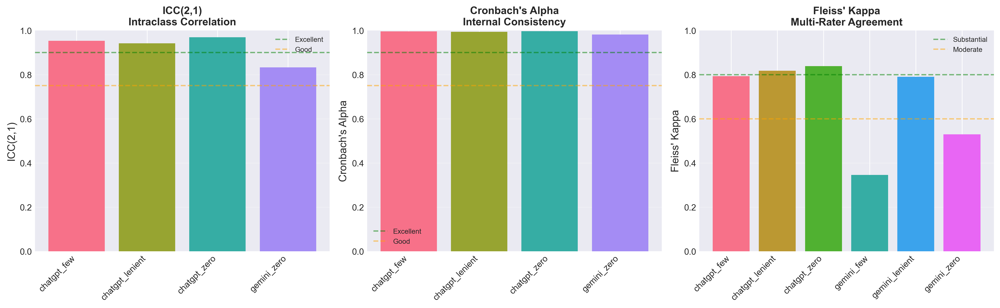 ICC(2,1)
Intraclass Correlation
ICC(2,1)
1.0
0.8
0.6
0.4
0.2
0.0
Excellent
Good
chatgpt_few
chatgpt_lenient
chatgpt_zero
gemini_zero
Cronbach's Alpha
Internal Consistency
Cronbach's Alpha
1.0
0.8
0.6
0.4
0.2
0.0
Excellent
Good
chatgpt_few
chatgpt_lenient
chatgpt_zero
gemini_zero
Fleiss' Kappa
Multi-Rater Agreement
Fleiss' Kappa
1.0
0.8
0.6
0.4
0.2
0.0
Substantial
Moderate
chatgpt_few
chatgpt_lenient
chatgpt_zero
gemini_few
gemini_lenient
gemini_zero